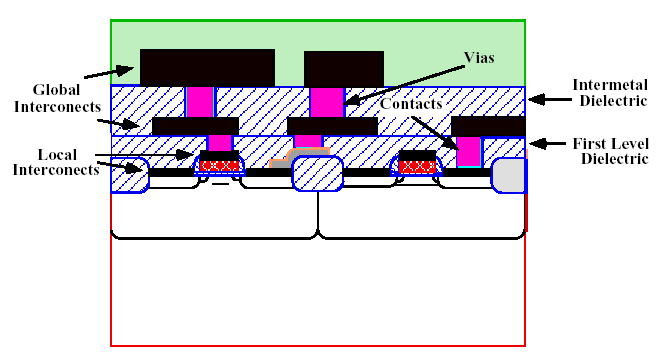 Vias
Global
Interconects
Contacts
Intermetal
Dielectric
Local
Interconects
First Level
Dielectric